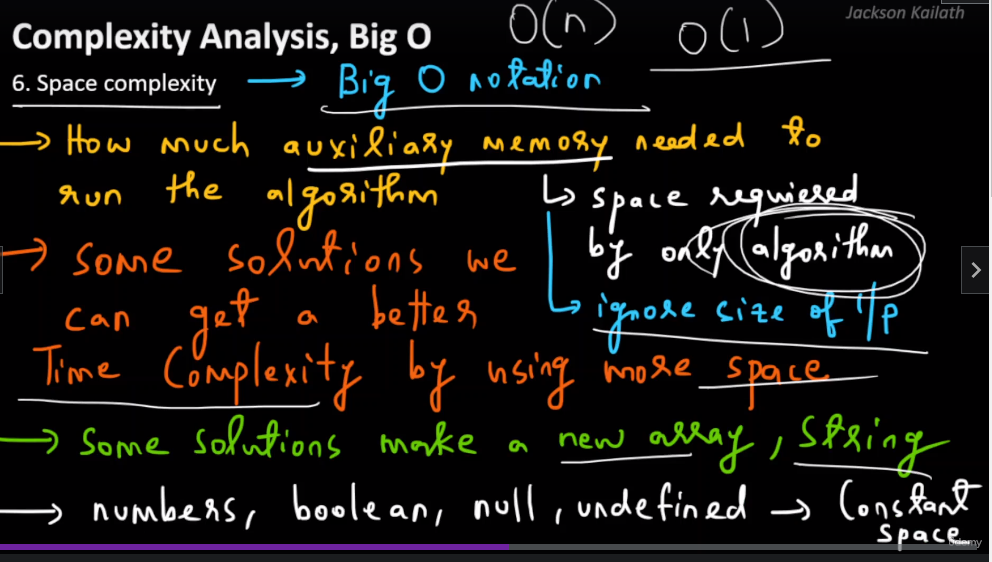 Jackson Kailath
Complexity Analysis, Big O O(n) O(1)
6. Space complexity → Big O notation
→ How much auxiliary memory needed to
run the algorithm
↳ space requiered
by only algorithm
↳ ignore size of i/p
→ Some solutions we
can get a better
Time Complexity by using more space
→ Some solutions make a new array, string
→ numbers, boolean, null, undefined → Constant
space
udemy